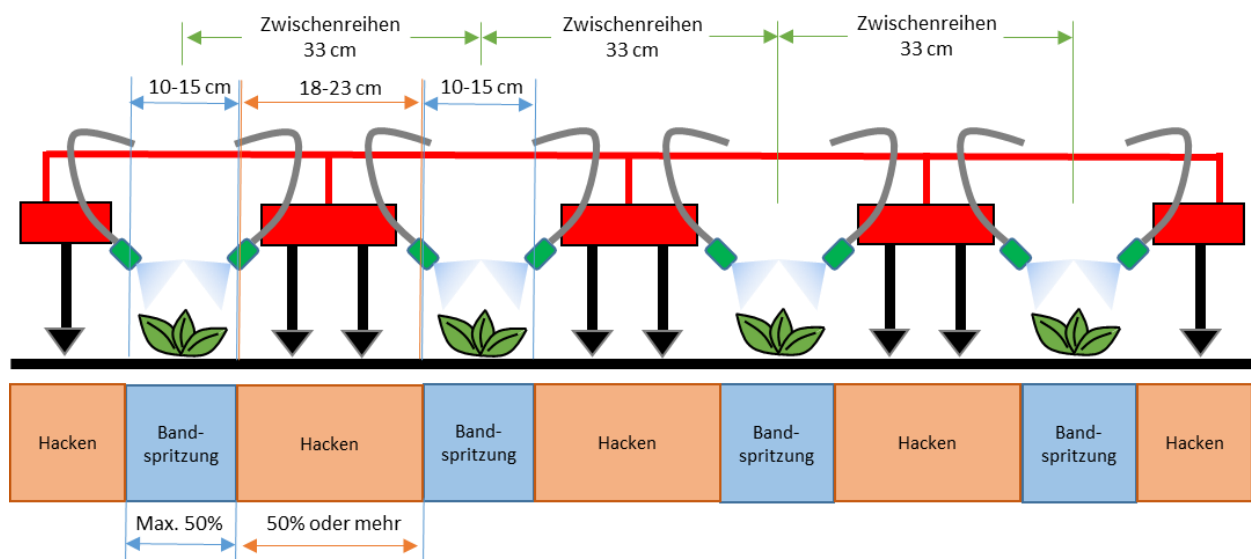 Zwischenreihen
33 cm
Zwischenreihen
33 cm
Zwischenreihen
33 cm
10-15 cm
18-23 cm
10-15 cm
Hacken
Band-
spritzung
Hacken
Band-
spritzung
Hacken
Band-
spritzung
Hacken
Band-
spritzung
Hacken
Max. 50%
50% oder mehr